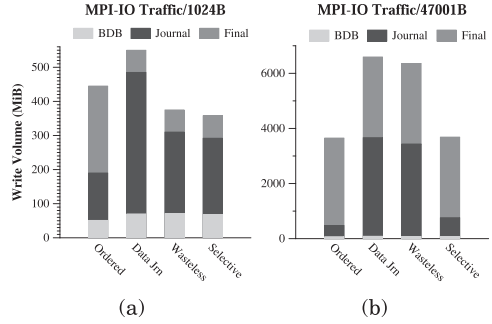 MPI-IO Traffic/1024B
BDB Journal Final
Write Volume (MiB)
500
400
300
200
100
0
Ordered
Data Jrn
Wasteless
Selective
(a)
MPI-IO Traffic/47001B
BDB Journal Final
6000
4000
2000
0
Ordered
Data Jrn
Wasteless
Selective
(b)